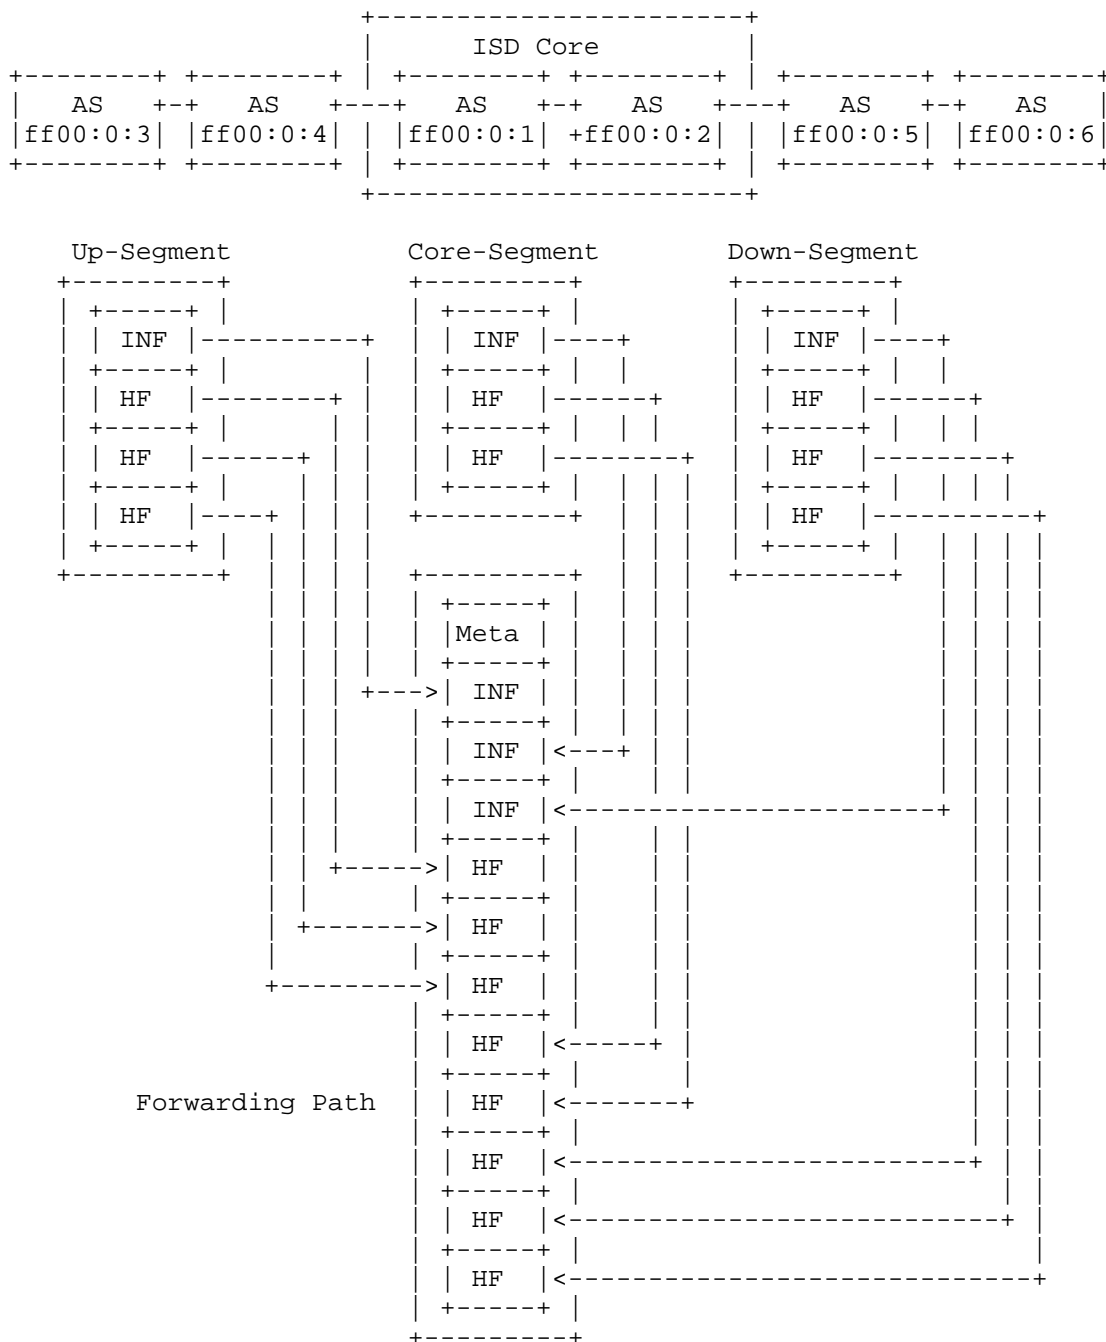 ISD Core
AS AS AS AS AS AS
ff00:0:3 ff00:0:4 ff00:0:1 ff00:0:2 ff00:0:5 ff00:0:6
Up-Segment Core-Segment Down-Segment
INF INF INF
HF HF HF
HF HF HF
HF HF
Meta
INF
INF
INF
HF
HF
HF
HF
Forwarding Path HF
HF
HF
HF